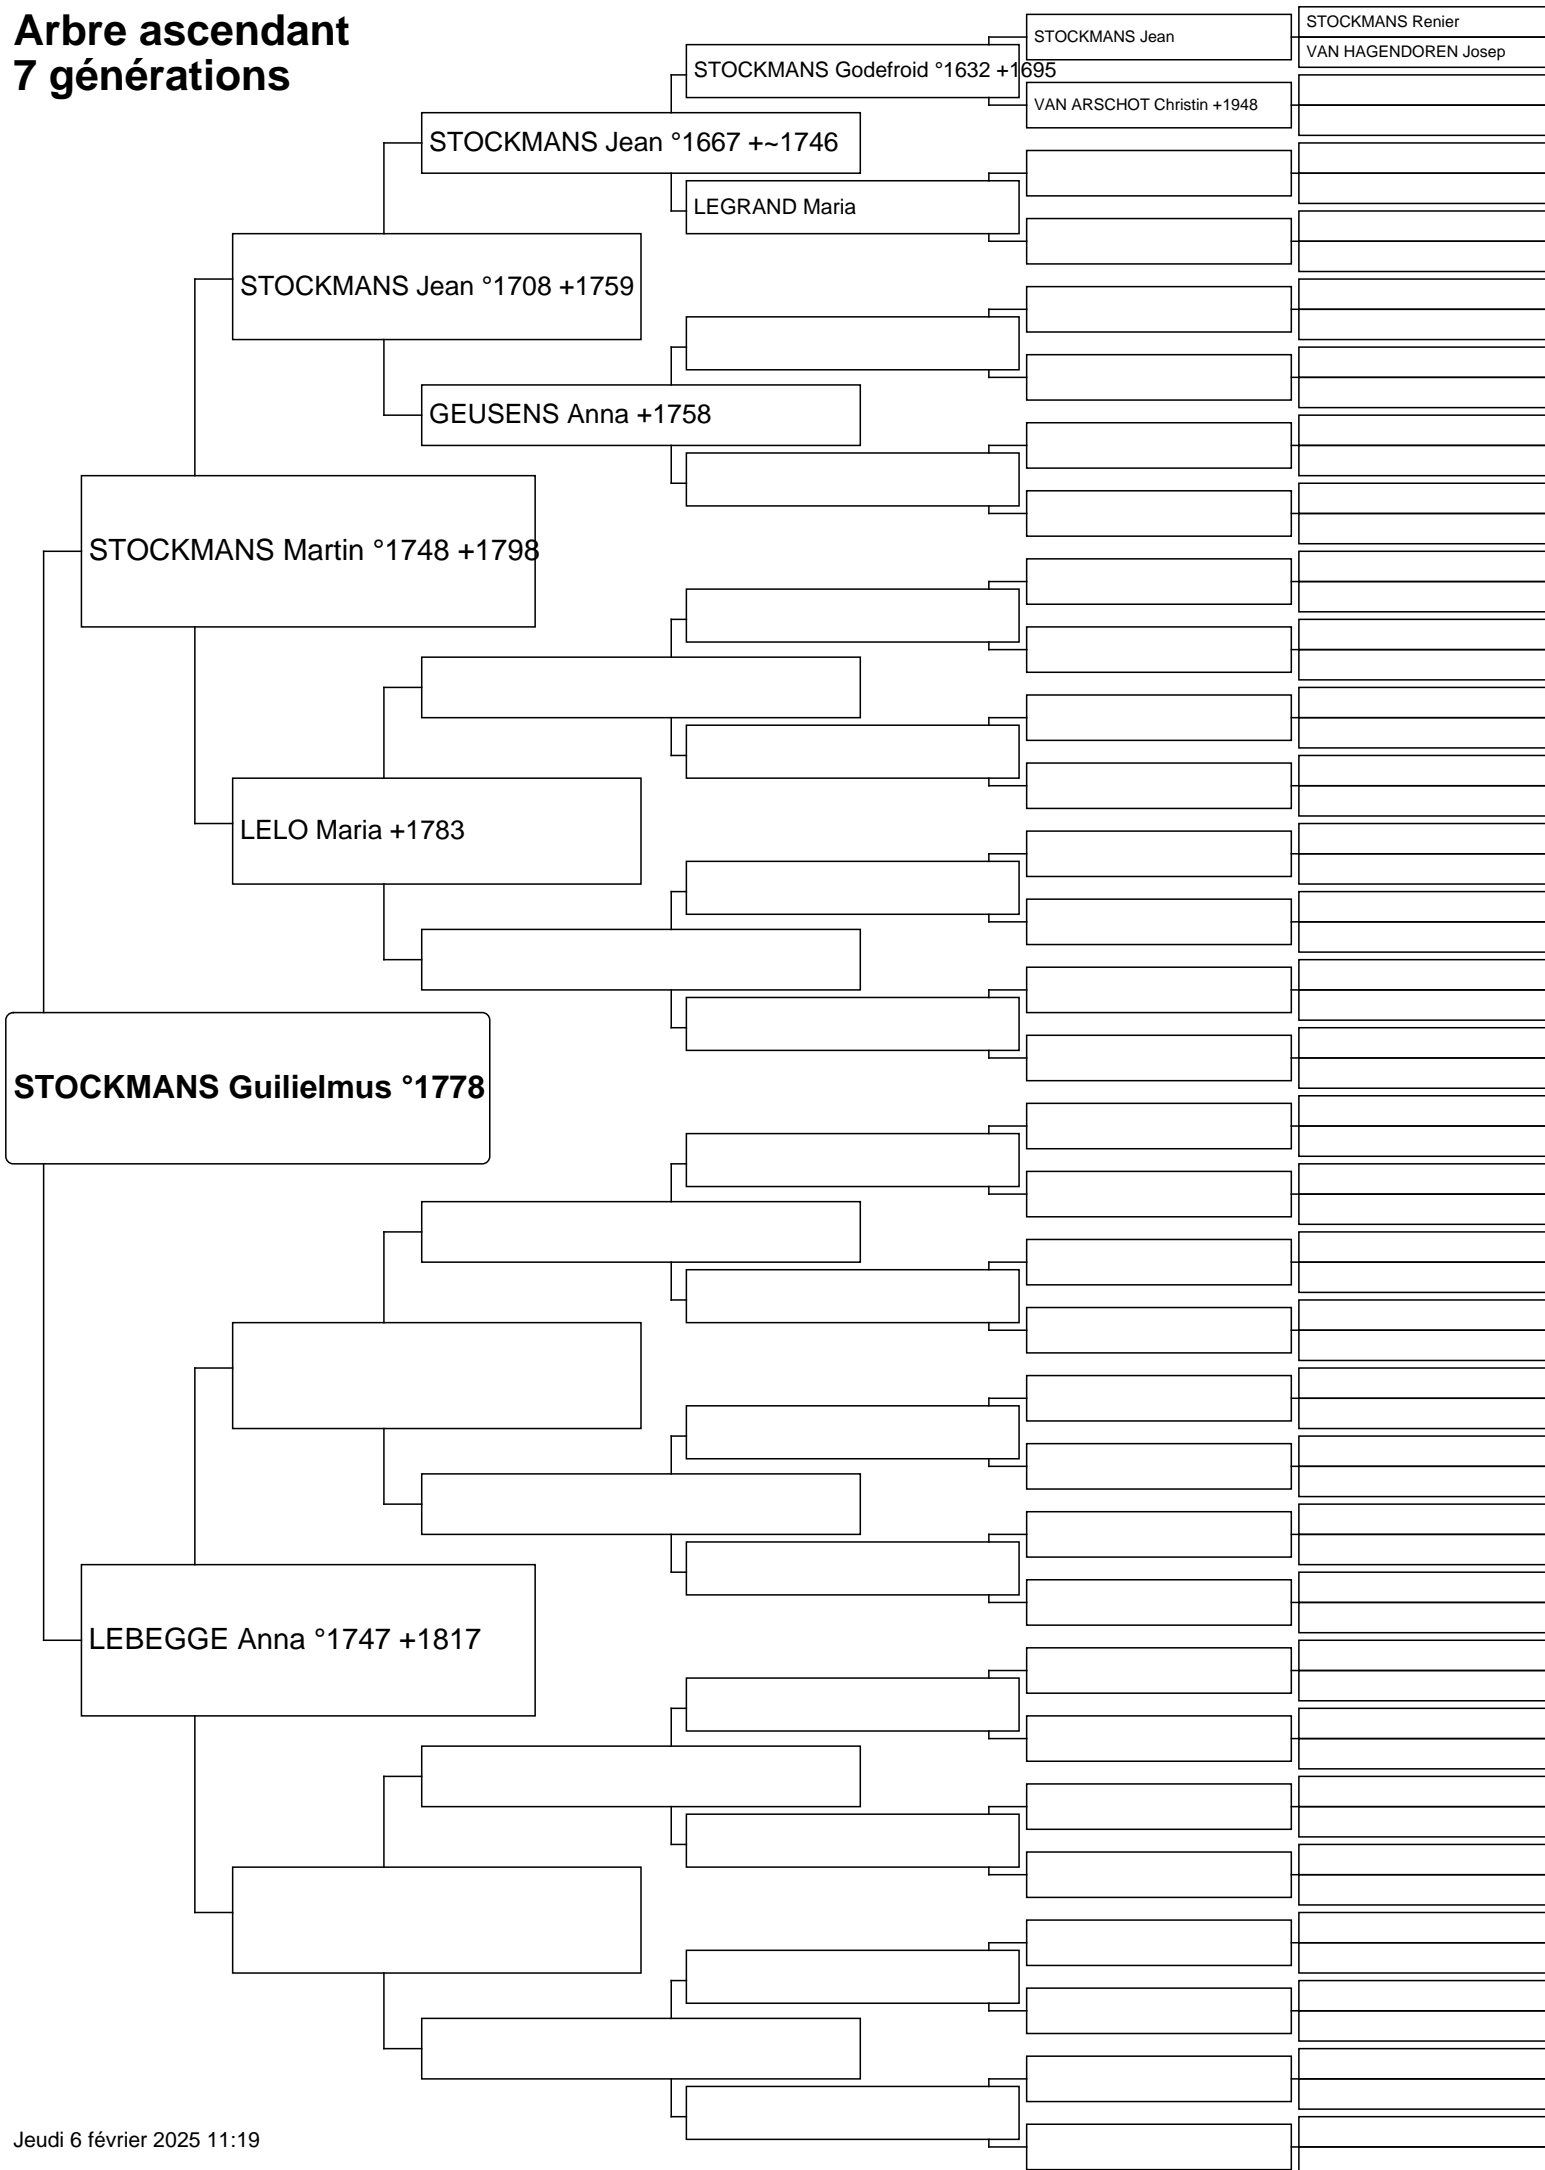 Arbre ascendant
7 générations
STOCKMANS Renier
STOCKMANS Jean
VAN HAGENDOREN Josep
STOCKMANS Godefroid °1632 +1695
VAN ARSCHOT Christin +1948
STOCKMANS Jean °1667 +~1746
LEGRAND Maria
STOCKMANS Jean °1708 +1759
GEUSENS Anna +1758
STOCKMANS Martin °1748 +1798
LELO Maria +1783
STOCKMANS Guilielmus °1778
LEBEGGE Anna °1747 +1817
Jeudi 6 février 2025 11:19